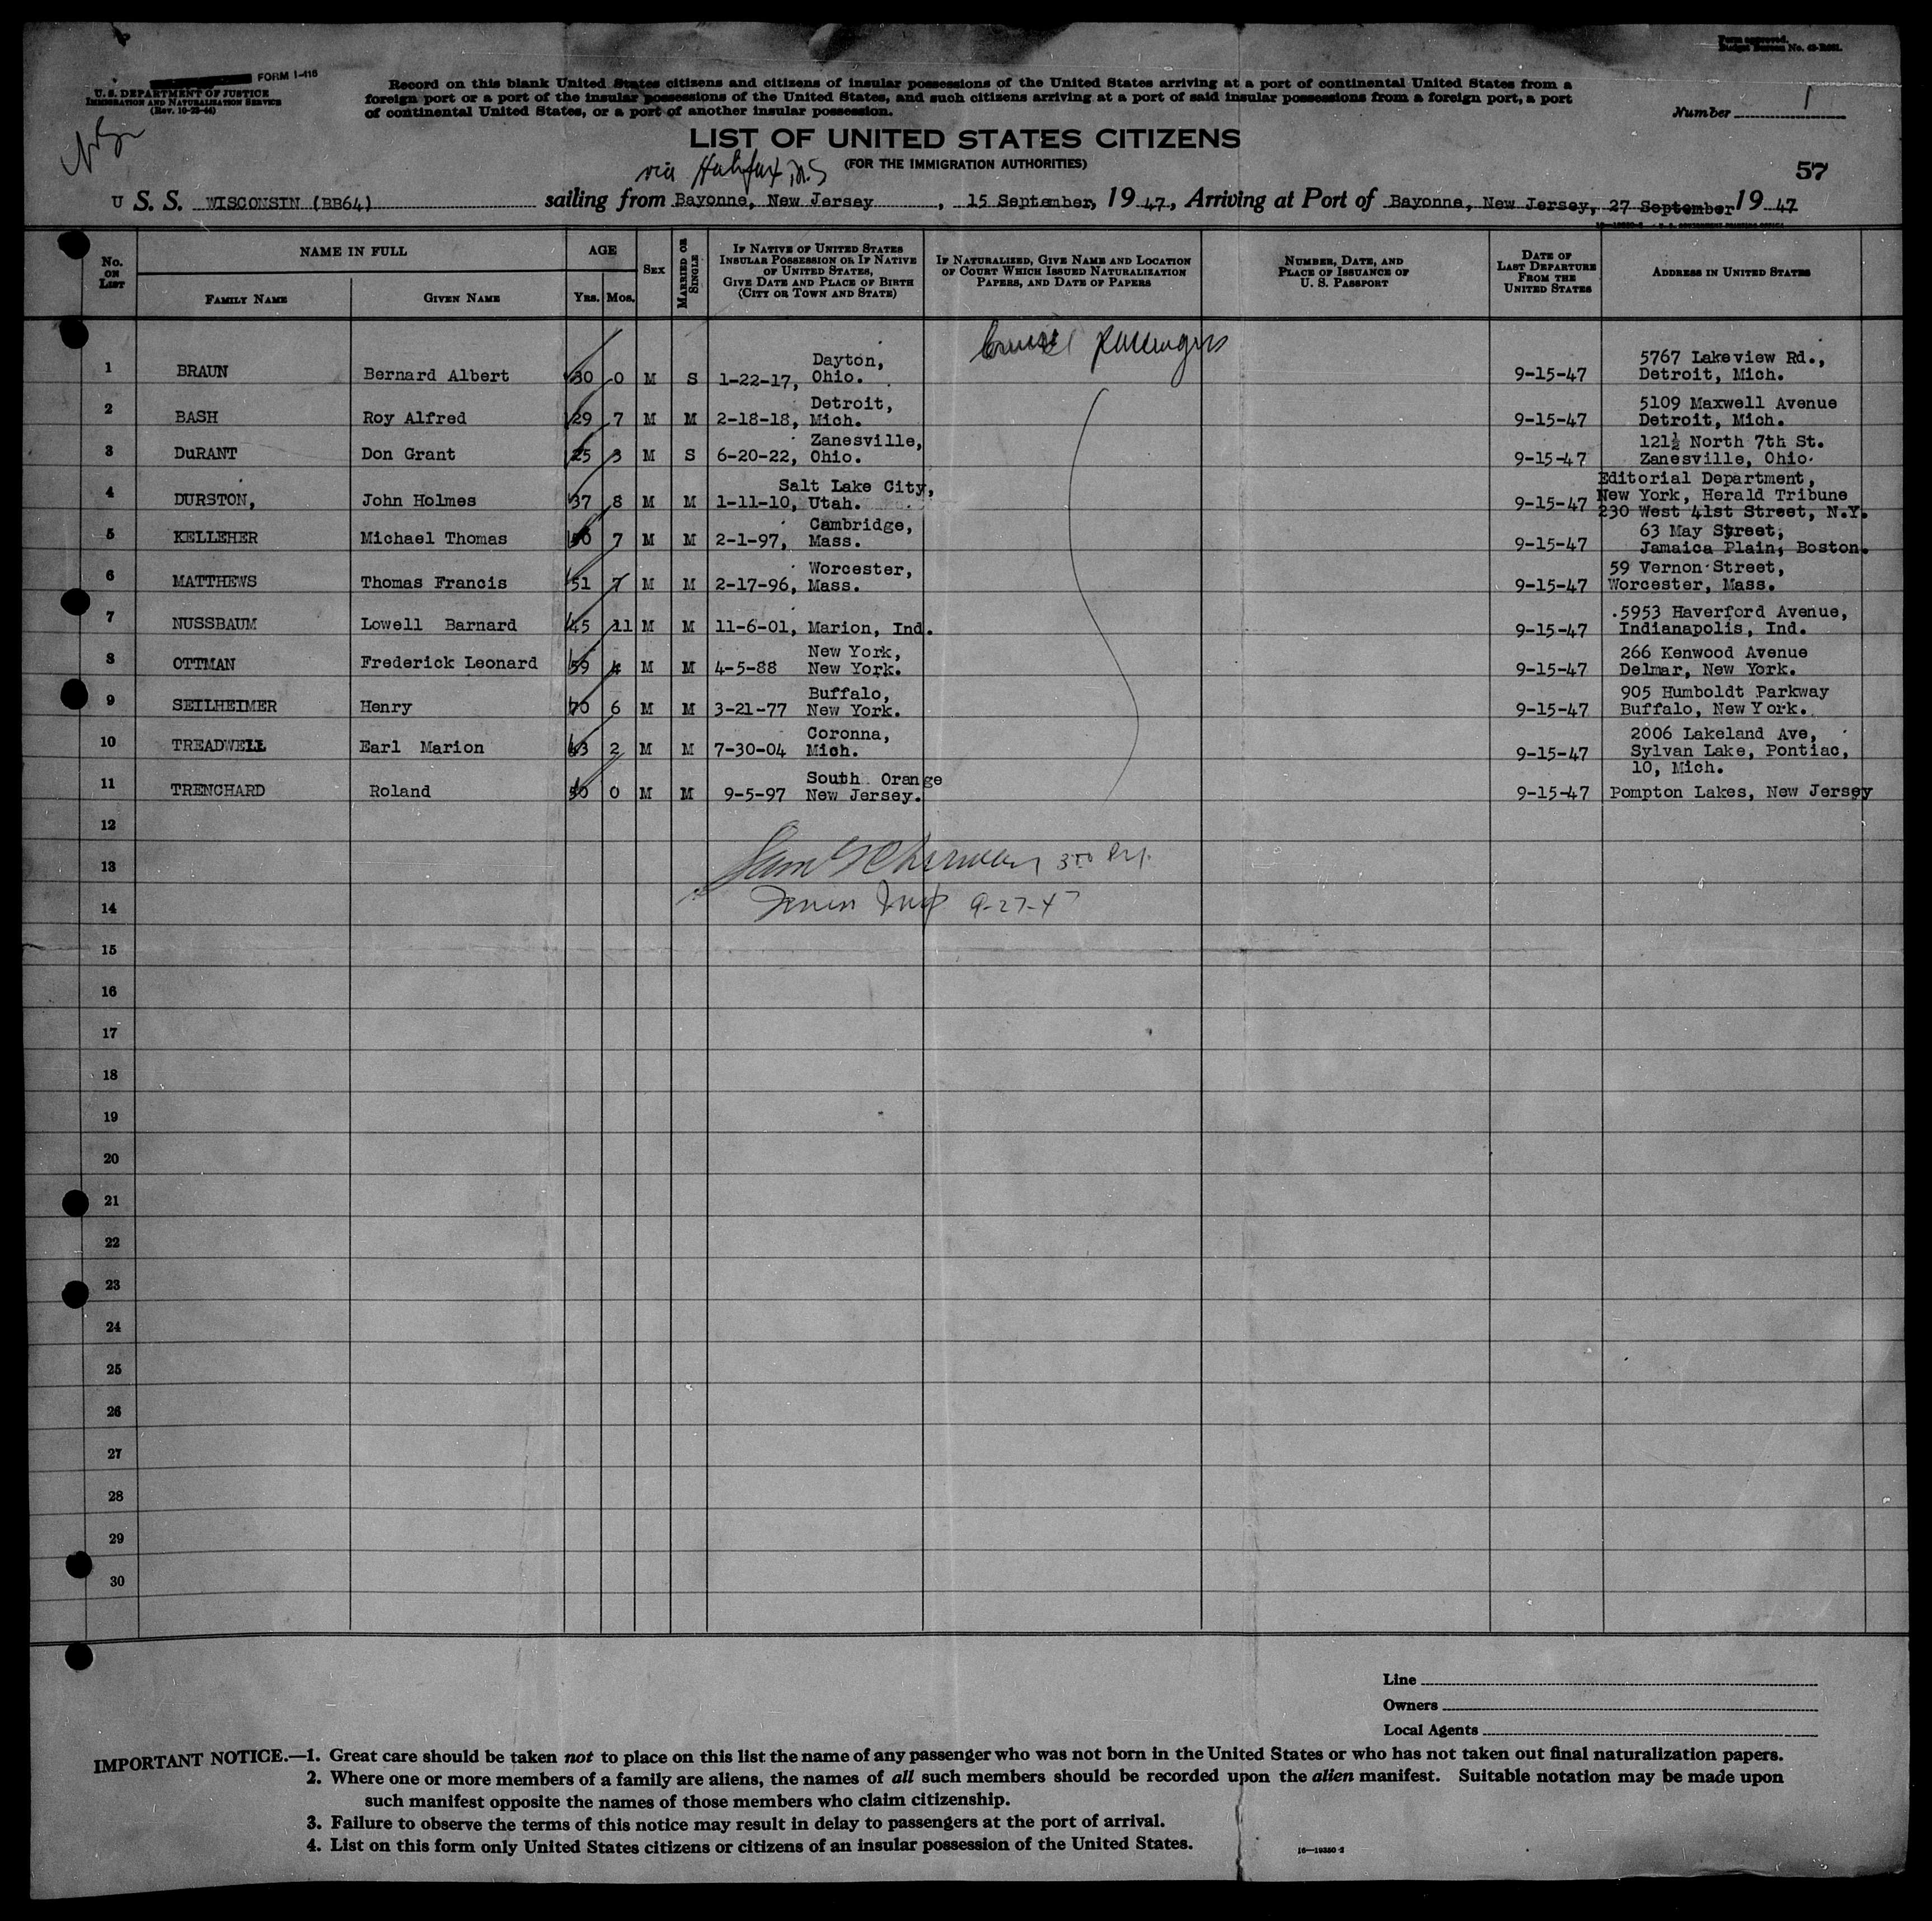 Form approved.
Budget Bureau No. 43-R
FORM I-416
U. S. DEPARTMENT OF JUSTICE
IMMIGRATION AND NATURALIZATION SERVICE
(Rev. 10-25-44)
Record on this blank United States citizens and citizens of insular possessions of the United States arriving at a port of continental United States from a
foreign port or a port of the insular possessions of the United States, and such citizens arriving at a port of said insular possessions from a foreign port, a port
of continental United States, or a port of another insular possession.
Number 1
LIST OF UNITED STATES CITIZENS
(FOR THE IMMIGRATION AUTHORITIES)
via Halifax, N.S
57
U S. S. WISCONSIN (BB64) sailing from Bayonne, New Jersey, 15 September, 1947, Arriving at Port of Bayonne, New Jersey, 27 September 1947
No. ON LIST
NAME IN FULL
FAMILY NAME
GIVEN NAME
AGE
YRS. MOS.
SEX
MARRIED OR SINGLE
IF NATIVE OF UNITED STATES INSULAR POSSESSION OR IF NATIVE OF UNITED STATES, GIVE DATE AND PLACE OF BIRTH (CITY OR TOWN AND STATE)
IF NATURALIZED, GIVE NAME AND LOCATION OF COURT WHICH ISSUED NATURALIZATION PAPERS, AND DATE OF PAPERS
NUMBER, DATE, AND PLACE OF ISSUANCE OF U. S. PASSPORT
DATE OF LAST DEPARTURE FROM THE UNITED STATES
ADDRESS IN UNITED STATES
Cruise passengers
1 BRAUN Bernard Albert 30 0 M S 1-22-17, Dayton, Ohio. 9-15-47 5767 Lakeview Rd., Detroit, Mich.
2 BASH Roy Alfred 29 7 M M 2-18-18, Detroit, Mich. 9-15-47 5109 Maxwell Avenue Detroit, Mich.
3 DuRANT Don Grant 25 3 M S 6-20-22, Zanesville, Ohio. 9-15-47 121½ North 7th St. Zanesville, Ohio.
4 DURSTON, John Holmes 37 8 M M 1-11-10, Salt Lake City, Utah. 9-15-47 Editorial Department, New York, Herald Tribune 230 West 41st Street, N.Y.
5 KELLEHER Michael Thomas 50 7 M M 2-1-97, Cambridge, Mass. 9-15-47 63 May Street, Jamaica Plain, Boston.
6 MATTHEWS Thomas Francis 51 7 M M 2-17-96, Worcester, Mass. 9-15-47 59 Vernon Street, Worcester, Mass.
7 NUSSBAUM Lowell Barnard 45 11 M M 11-6-01, Marion, Ind. 9-15-47 5953 Haverford Avenue, Indianapolis, Ind.
8 OTTMAN Frederick Leonard 59 4 M M 4-5-88 New York, New York. 9-15-47 266 Kenwood Avenue Delmar, New York.
9 SEILHEIMER Henry 70 6 M M 3-21-77 Buffalo, New York. 9-15-47 905 Humboldt Parkway Buffalo, New York.
10 TREADWELL Earl Marion 43 2 M M 7-30-04 Coronna, Mich. 9-15-47 2006 Lakeland Ave, Sylvan Lake, Pontiac, 10, Mich.
11 TRENCHARD Roland 50 0 M M 9-5-97 South Orange New Jersey. 9-15-47 Pompton Lakes, New Jersey
12
13
14 9-27-47
15
16
17
18
19
20
21
22
23
24
25
26
27
28
29
30
Line
Owners
Local Agents
IMPORTANT NOTICE.—1. Great care should be taken not to place on this list the name of any passenger who was not born in the United States or who has not taken out final naturalization papers.
2. Where one or more members of a family are aliens, the names of all such members should be recorded upon the alien manifest. Suitable notation may be made upon
such manifest opposite the names of those members who claim citizenship.
3. Failure to observe the terms of this notice may result in delay to passengers at the port of arrival.
4. List on this form only United States citizens or citizens of an insular possession of the United States.
16—19350-2